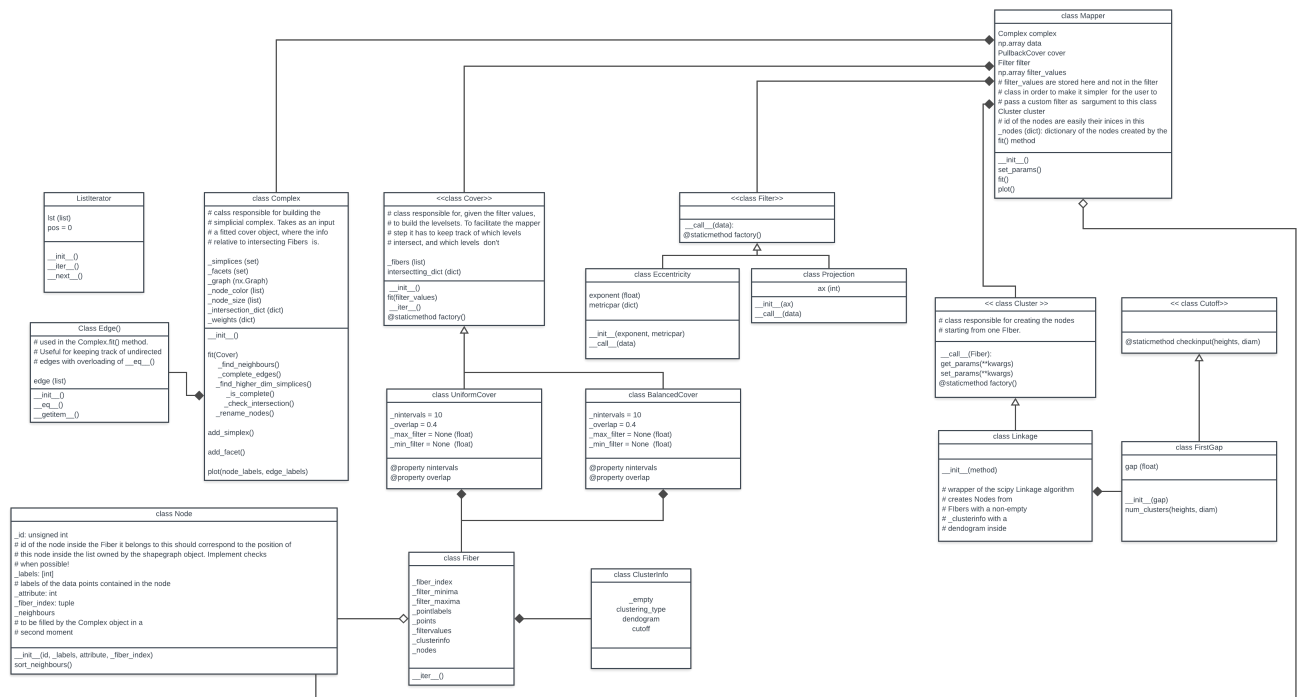 class Mapper
Complex complex
np.array data
PullbackCover cover
Filter filter
np.array filter_values
# filter_values are stored here and not in the filter
# class in order to make it simpler for the user to
# pass a custom filter as sargument to this class
Cluster cluster
# id of the nodes are easily their inices in this
_nodes (dict): dictionary of the nodes created by the
fit() method
__init__()
set_params()
fit()
plot()
ListIterator
lst (list)
pos = 0
__init__()
__iter__()
__next__()
class Complex
# calss responsible for building the
# simplicial complex. Takes as an input
# a fitted cover object, where the info
# relative to intersecting Fibers is.
_simplices (set)
_facets (set)
_graph (nx.Graph)
_node_color (list)
_node_size (list)
_intersection_dict (dict)
_weights (dict)
__init__()
fit(Cover)
_find_neighbours()
_complete_edges()
_find_higher_dim_simplices()
_is_complete()
_check_intersection()
_rename_nodes()
add_simplex()
add_facet()
plot(node_labels, edge_labels)
<<class Cover>>
# class responsible for, given the filter values,
# to build the levelsets. To facilitate the mapper
# step it has to keep track of which levels
# intersect, and which levels don't
_fibers (list)
intersectting_dict (dict)
__init__()
fit(filter_values)
__iter__()
@staticmethod factory()
<<class Filter>>
__call__(data):
@staticmethod factory()
class Eccentricity
exponent (float)
metricpar (dict)
__init__(exponent, metricpar)
__call__(data)
class Projection
ax (int)
__init__(ax)
__call__(data)
<< class Cluster >>
# class responsible for creating the nodes
# starting from one FIber.
__call__(Fiber):
get_params(**kwargs)
set_params(**kwargs)
@staticmethod factory()
<< class Cutoff>>
@staticmethod checkinput(heights, diam)
Class Edge()
# used in the Complex.fit() method.
# Useful for keeping track of undirected
# edges with overloading of __eq__()
edge (list)
__init__()
__eq__()
__getitem__()
class UniformCover
_nintervals = 10
_overlap = 0.4
_max_filter = None (float)
_min_filter = None (float)
@property nintervals
@property overlap
class BalancedCover
_nintervals = 10
_overlap = 0.4
_max_filter = None (float)
_min_filter = None (float)
@property nintervals
@property overlap
class Linkage
__init__(method)
# wrapper of the scipy Linkage algorithm
# creates Nodes from
# FIbers with a non-empty
# _clusterinfo with a
# dendogram inside
class FirstGap
gap (float)
__init__(gap)
num_clusters(heights, diam)
class Node
_id: unsigned int
# id of the node inside the Fiber it belongs to this should correspond to the position of
# this node inside the list owned by the shapegraph object. Implement checks
# when possible!
_labels: [int]
# labels of the data points contained in the node
_attribute: int
_fiber_index: tuple
_neighbours
# to be filled by the Complex object in a
# second moment
__init__(id, _labels, attribute, _fiber_index)
sort_neighbours()
class Fiber
_fiber_index
_filter_minima
_filter_maxima
_pointlabels
_points
_filtervalues
_clusterinfo
_nodes
__iter__()
class ClusterInfo
_empty
clustering_type
dendogram
cutoff